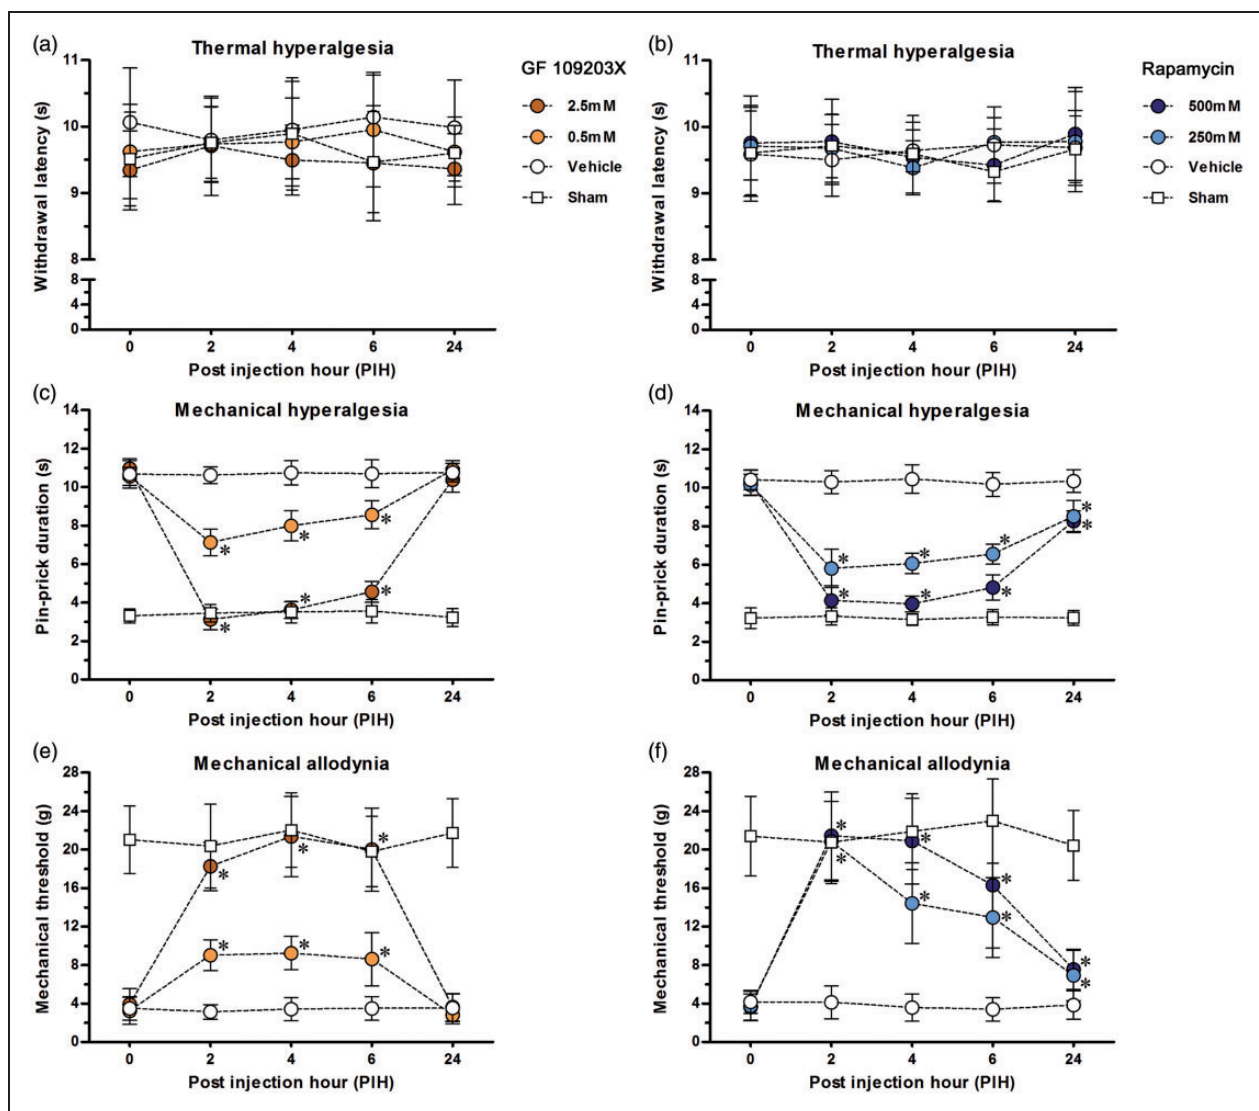 (a) Thermal hyperalgesia
Withdrawal latency (s)
11
10
9
8
8
4
0
0 2 4 6 24
Post injection hour (PIH)
GF 109203X
2.5mM
0.5mM
Vehicle
Sham
(b) Thermal hyperalgesia
Withdrawal latency (s)
11
10
9
8
8
4
0
0 2 4 6 24
Post injection hour (PIH)
Rapamycin
500mM
250mM
Vehicle
Sham
(c) Mechanical hyperalgesia
Pin-prick duration (s)
14
12
10
8
6
4
2
0
* * *
* * *
0 2 4 6 24
Post injection hour (PIH)
(d) Mechanical hyperalgesia
Pin-prick duration (s)
14
12
10
8
6
4
2
0
* * * *
* * * *
0 2 4 6 24
Post injection hour (PIH)
(e) Mechanical allodynia
Mechanical threshold (g)
28
24
20
16
12
8
4
0
* * *
* * *
0 2 4 6 24
Post injection hour (PIH)
(f) Mechanical allodynia
Mechanical threshold (g)
28
24
20
16
12
8
4
0
* * * *
* * * *
0 2 4 6 24
Post injection hour (PIH)